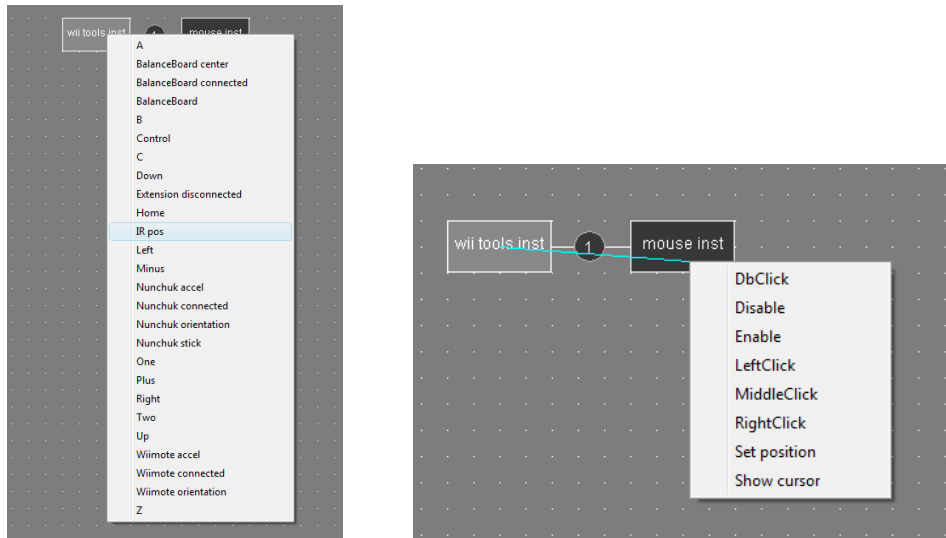 wii tools inst
1
mouse inst
A
BalanceBoard center
BalanceBoard connected
BalanceBoard
B
Control
C
Down
Extension disconnected
Home
IR pos
Left
Minus
Nunchuk accel
Nunchuk connected
Nunchuk orientation
Nunchuk stick
One
Plus
Right
Two
Up
Wiimote accel
Wiimote connected
Wiimote orientation
Z
wii tools inst
1
mouse inst
DbClick
Disable
Enable
LeftClick
MiddleClick
RightClick
Set position
Show cursor